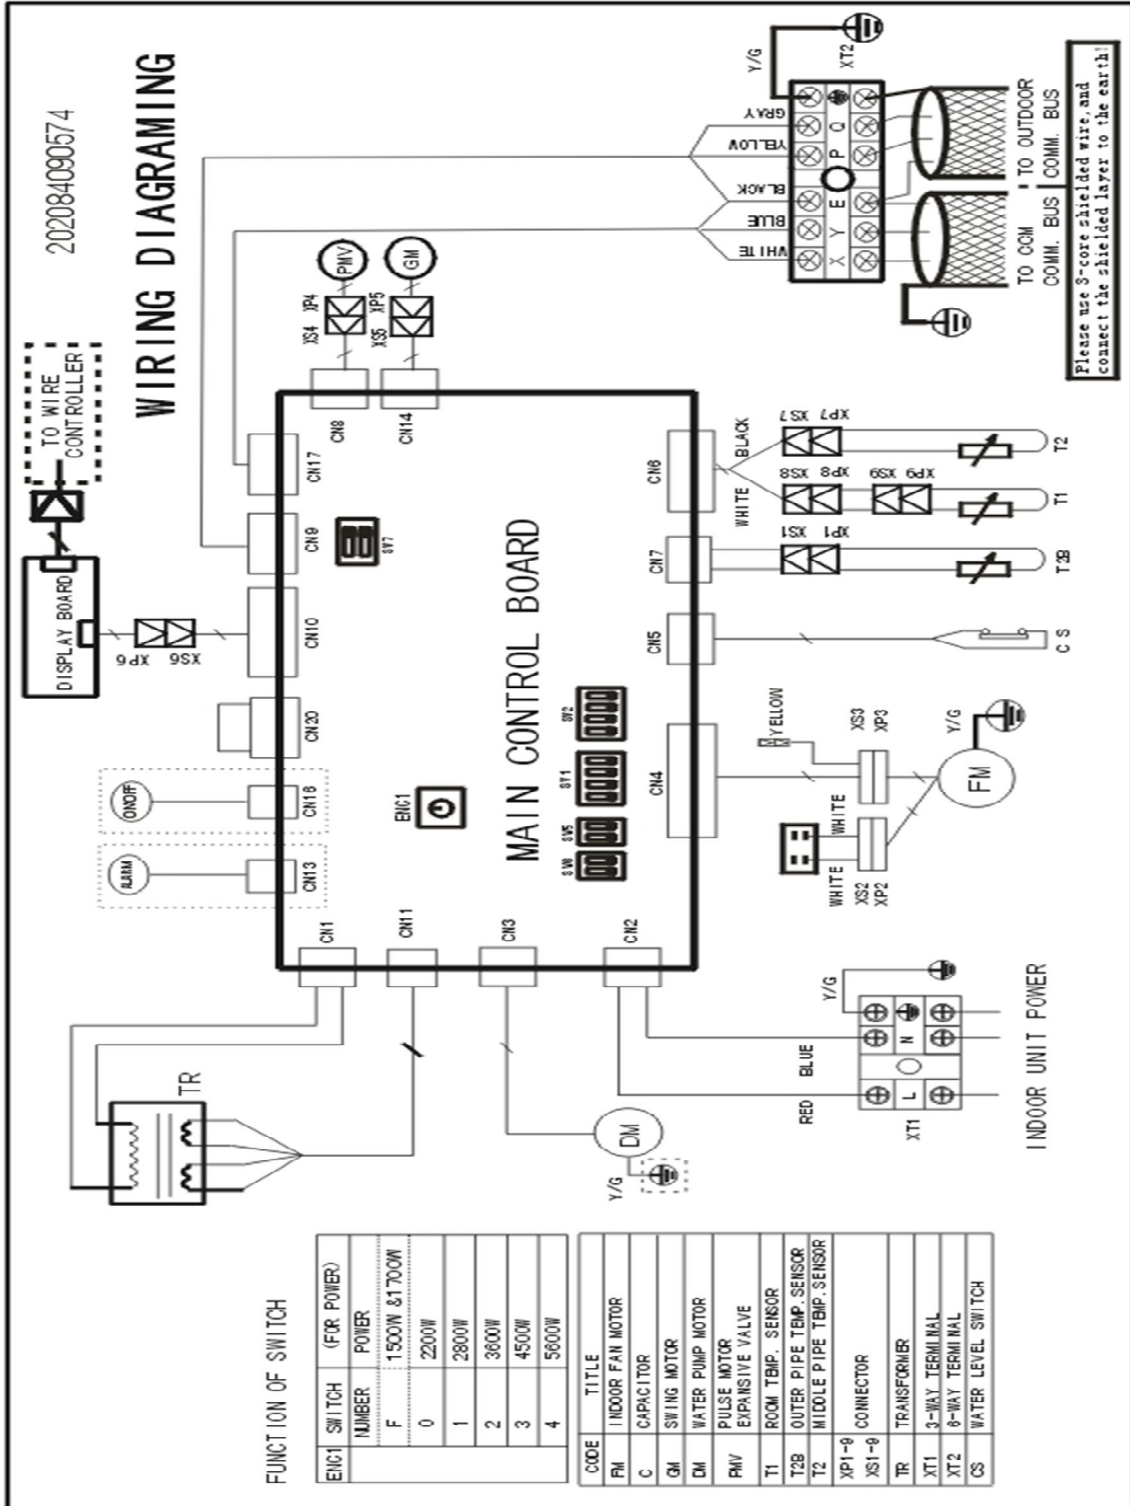 WIRING DIAGRAMING
202084090574
TO WIRE
CONTROLLER
DISPLAY BOARD
XP6
XS6
ALARM
ON/OFF
CN13
CN16
CN20
CN10
CN9
CN17
SW7
CN8
CN14
XS4
XP4
PMV
XS5
XP5
GM
TR
CN1
CN11
CN3
CN2
ENC1
MAIN CONTROL BOARD
SW6
SW5
SW1
SW2
CN4
CN5
CN7
CN6
WHITE
BLACK
XS1
XP1
XS8
XP8
XS9
XP9
XS7
XP7
T2B
T1
T2
CS
YELLOW
XS3
XP3
WHITE
WHITE
XS2
XP2
FM
Y/G
DM
Y/G
RED
BLUE
Y/G
XT1
L
N
INDOOR UNIT POWER
WHITE
BLUE
BLACK
YELLOW
GRAY
Y/G
XT2
X
Y
E
P
Q
TO CCM
COMM. BUS
TO OUTDOOR
COMM. BUS
Please use S-core shielded wire, and
connect the shielded layer to the earth!
FUNCTION OF SWITCH
ENC1 SWITCH (FOR POWER)
NUMBER POWER
F 1500W &1700W
0 2200W
1 2800W
2 3600W
3 4500W
4 5600W
CODE TITLE
FM INDOOR FAN MOTOR
C CAPACITOR
GM SWING MOTOR
DM WATER PUMP MOTOR
PMV PULSE MOTOR
EXPANSIVE VALVE
T1 ROOM TEMP. SENSOR
T2B OUTER PIPE TEMP.SENSOR
T2 MIDDLE PIPE TEMP.SENSOR
XP1-9
XS1-9 CONNECTOR
TR TRANSFORMER
XT1 3-WAY TERMINAL
XT2 6-WAY TERMINAL
CS WATER LEVEL SWITCH